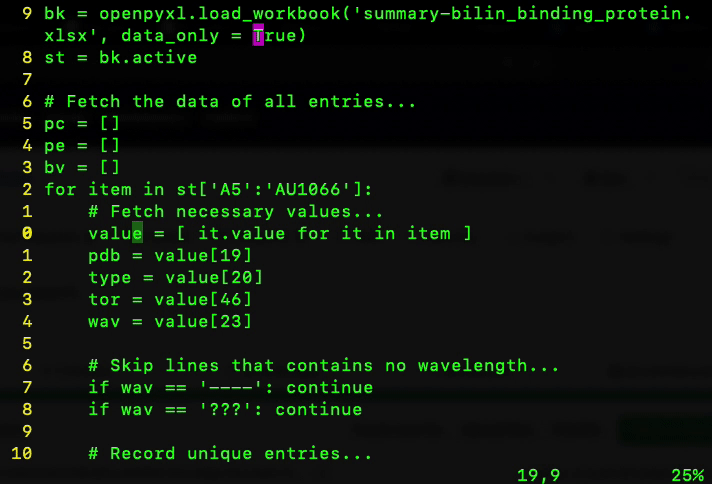 9 bk = openpyxl.load_workbook('summary-bilin_binding_protein.
xlsx', data_only = True)
8 st = bk.active
7
6 # Fetch the data of all entries...
5 pc = []
4 pe = []
3 bv = []
2 for item in st['A5':'AU1066']:
1     # Fetch necessary values...
0     value = [ it.value for it in item ]
1     pdb = value[19]
2     type = value[20]
3     tor = value[46]
4     wav = value[23]
5
6     # Skip lines that contains no wavelength...
7     if wav == '----': continue
8     if wav == '???': continue
9
10     # Record unique entries...
19,9 25%